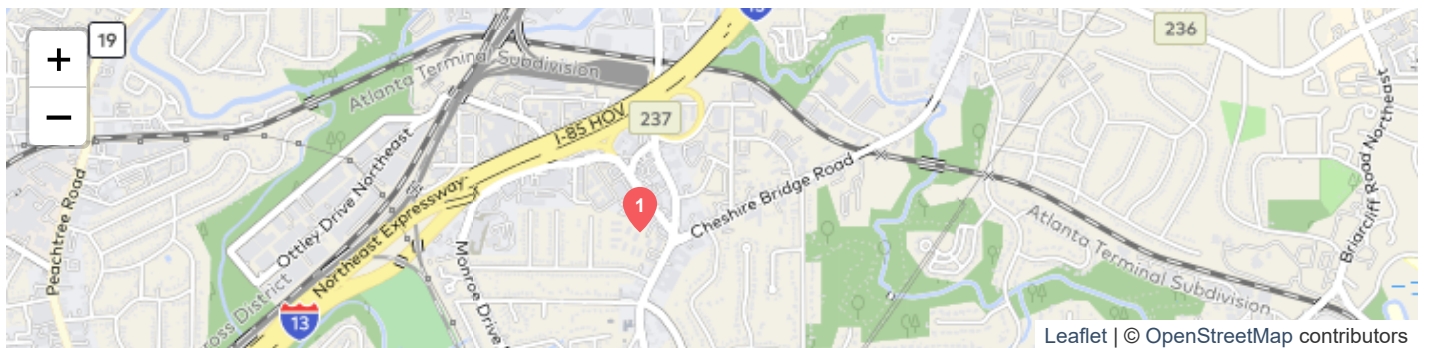 +
−
19
13
236
Atlanta Terminal Subdivision
237
I-85 HOV
Peachtree Road
Ottley Drive Northeast
Northeast Expressway
1
Cheshire Bridge Road
Briarcliff Road Northeast
Atlanta Terminal Subdivision
Monroe Drive
ross District
13
Leaflet | © OpenStreetMap contributors